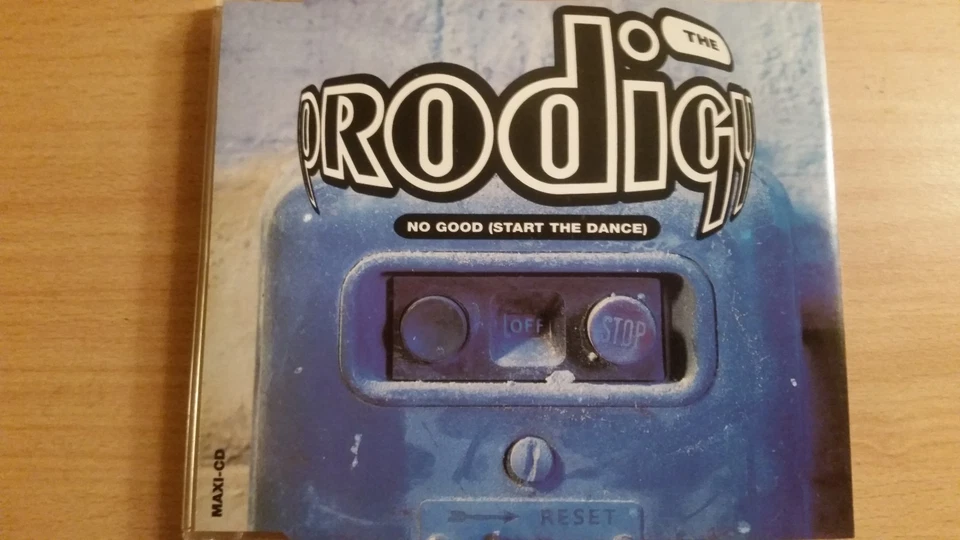 THE
PRODIGY
NO GOOD (START THE DANCE)
OFF
STOP
RESET
MAXI-CD